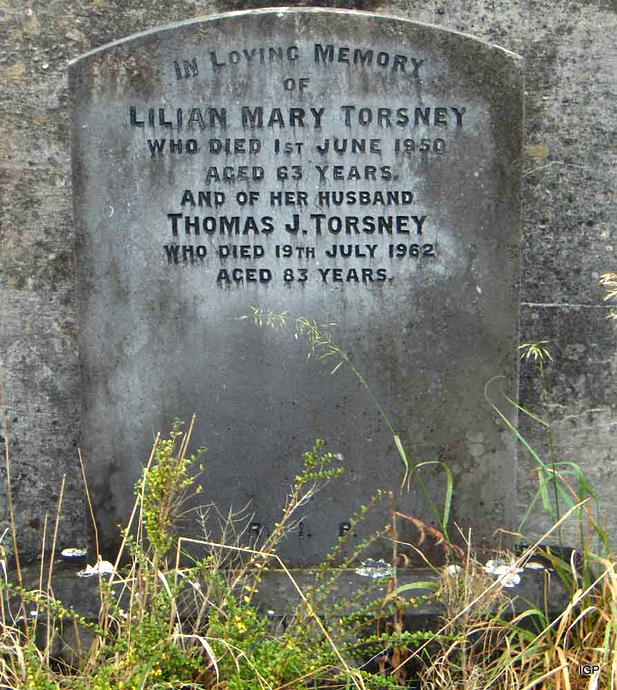 IN LOVING MEMORY
OF
LILIAN MARY TORSNEY
WHO DIED 1ST JUNE 1950
AGED 63 YEARS.
AND OF HER HUSBAND
THOMAS J. TORSNEY
WHO DIED 19TH JULY 1962
AGED 83 YEARS.
R. I. P.
IGP